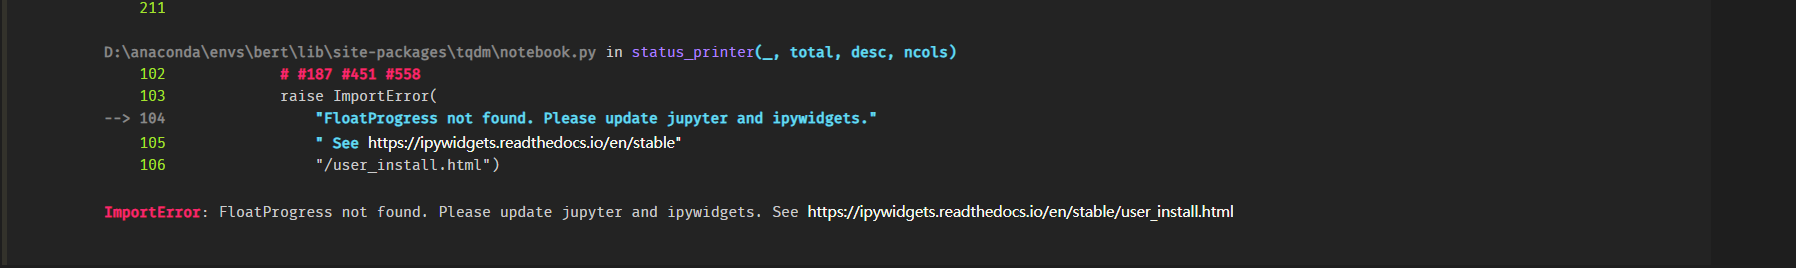 211
D:\anaconda\envs\bert\lib\site-packages\tqdm\notebook.py in status_printer(_, total, desc, ncols)
102 # #187 #451 #558
103 raise ImportError(
--> 104 "FloatProgress not found. Please update jupyter and ipywidgets."
105 " See https://ipywidgets.readthedocs.io/en/stable"
106 "/user_install.html")
ImportError: FloatProgress not found. Please update jupyter and ipywidgets. See https://ipywidgets.readthedocs.io/en/stable/user_install.html